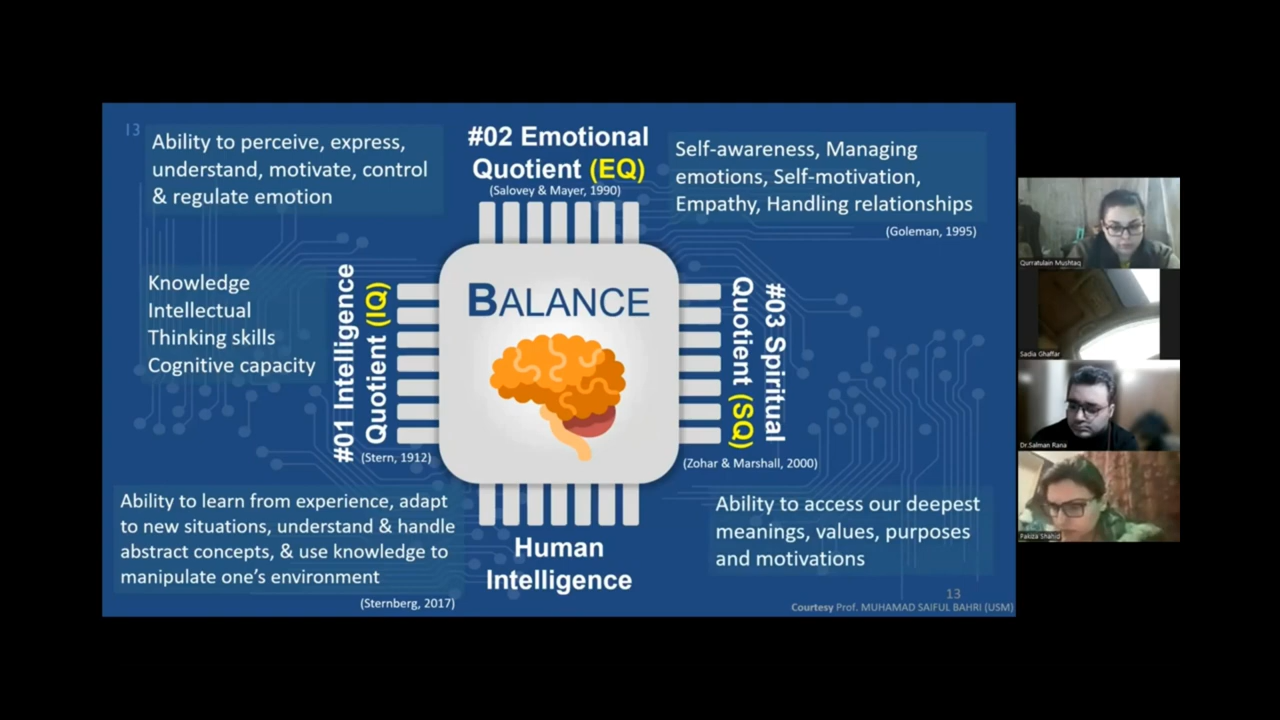 13
Ability to perceive, express,
understand, motivate, control
& regulate emotion
#02 Emotional
Quotient (EQ)
(Salovey & Mayer, 1990)
Self-awareness, Managing
emotions, Self-motivation,
Empathy, Handling relationships
(Goleman, 1995)
Knowledge
Intellectual
Thinking skills
Cognitive capacity
#01 Intelligence
Quotient (IQ)
(Stern, 1912)
BALANCE
#03 Spiritual
Quotient (SQ)
(Zohar & Marshall, 2000)
Ability to learn from experience, adapt
to new situations, understand & handle
abstract concepts, & use knowledge to
manipulate one's environment
(Sternberg, 2017)
Human
Intelligence
Ability to access our deepest
meanings, values, purposes
and motivations
13
Courtesy Prof. MUHAMAD SAIFUL BAHRI (USM)
Qurratulain Mushtaq
Sadia Ghaffar
Dr.Salman Rana
Pakiza Shahid